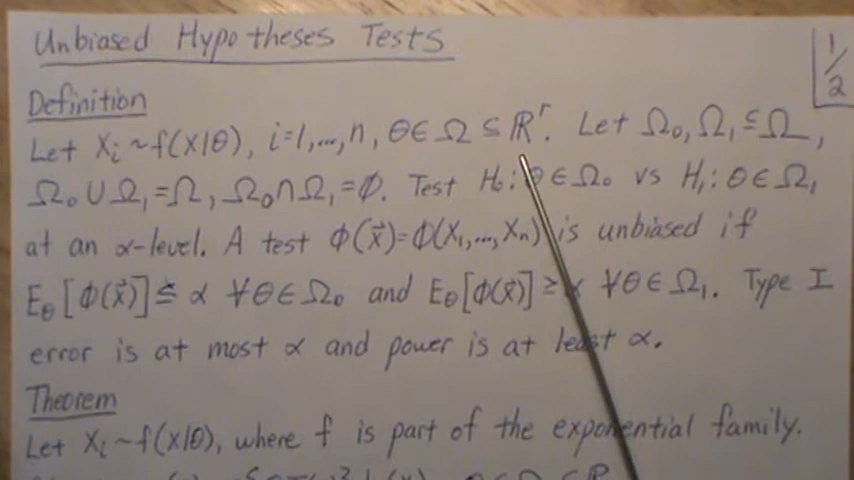 Unbiased Hypotheses Tests
1/2
Definition
Let Xᵢ ~ f(x|θ), i=1,...,n, θ∈Ω ⊆ ℝʳ. Let Ω₀, Ω₁ ⊆ Ω,
Ω₀ ∪ Ω₁ = Ω, Ω₀ ∩ Ω₁ = ∅. Test H₀: θ∈Ω₀ vs H₁: θ∈Ω₁
at an α-level. A test ϕ(x⃗)=ϕ(X₁,...,Xₙ) is unbiased if
E_θ[ϕ(x⃗)] ≤ α ∀θ∈Ω₀ and E_θ[ϕ(x⃗)] ≥ α ∀θ∈Ω₁. Type I
error is at most α and power is at least α.
Theorem
Let Xᵢ ~ f(x|θ), where f is part of the exponential family.